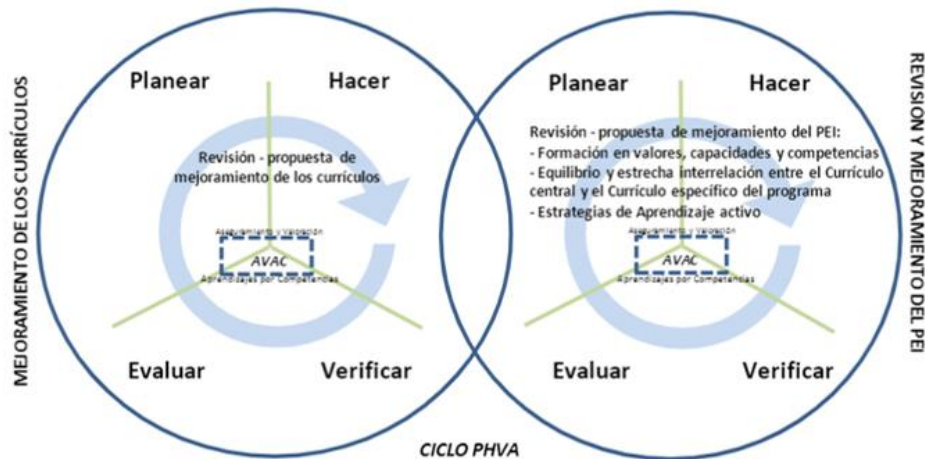 MEJORAMIENTO DE LOS CURRÍCULOS
Planear
Hacer
Revisión - propuesta de
mejoramiento de los currículos
Aseguramiento y Valoración
AVAC
Aprendizajes por Competencias
Evaluar
Verificar
Planear
Hacer
Revisión - propuesta de mejoramiento del PEI:
- Formación en valores, capacidades y competencias
- Equilibrio y estrecha interrelación entre el Currículo
central y el Currículo específico del programa
- Estrategias de Aprendizaje activo
Aseguramiento y Valoración
AVAC
Aprendizajes por Competencias
Evaluar
Verificar
REVISION Y MEJORAMIENTO DEL PEI
CICLO PHVA